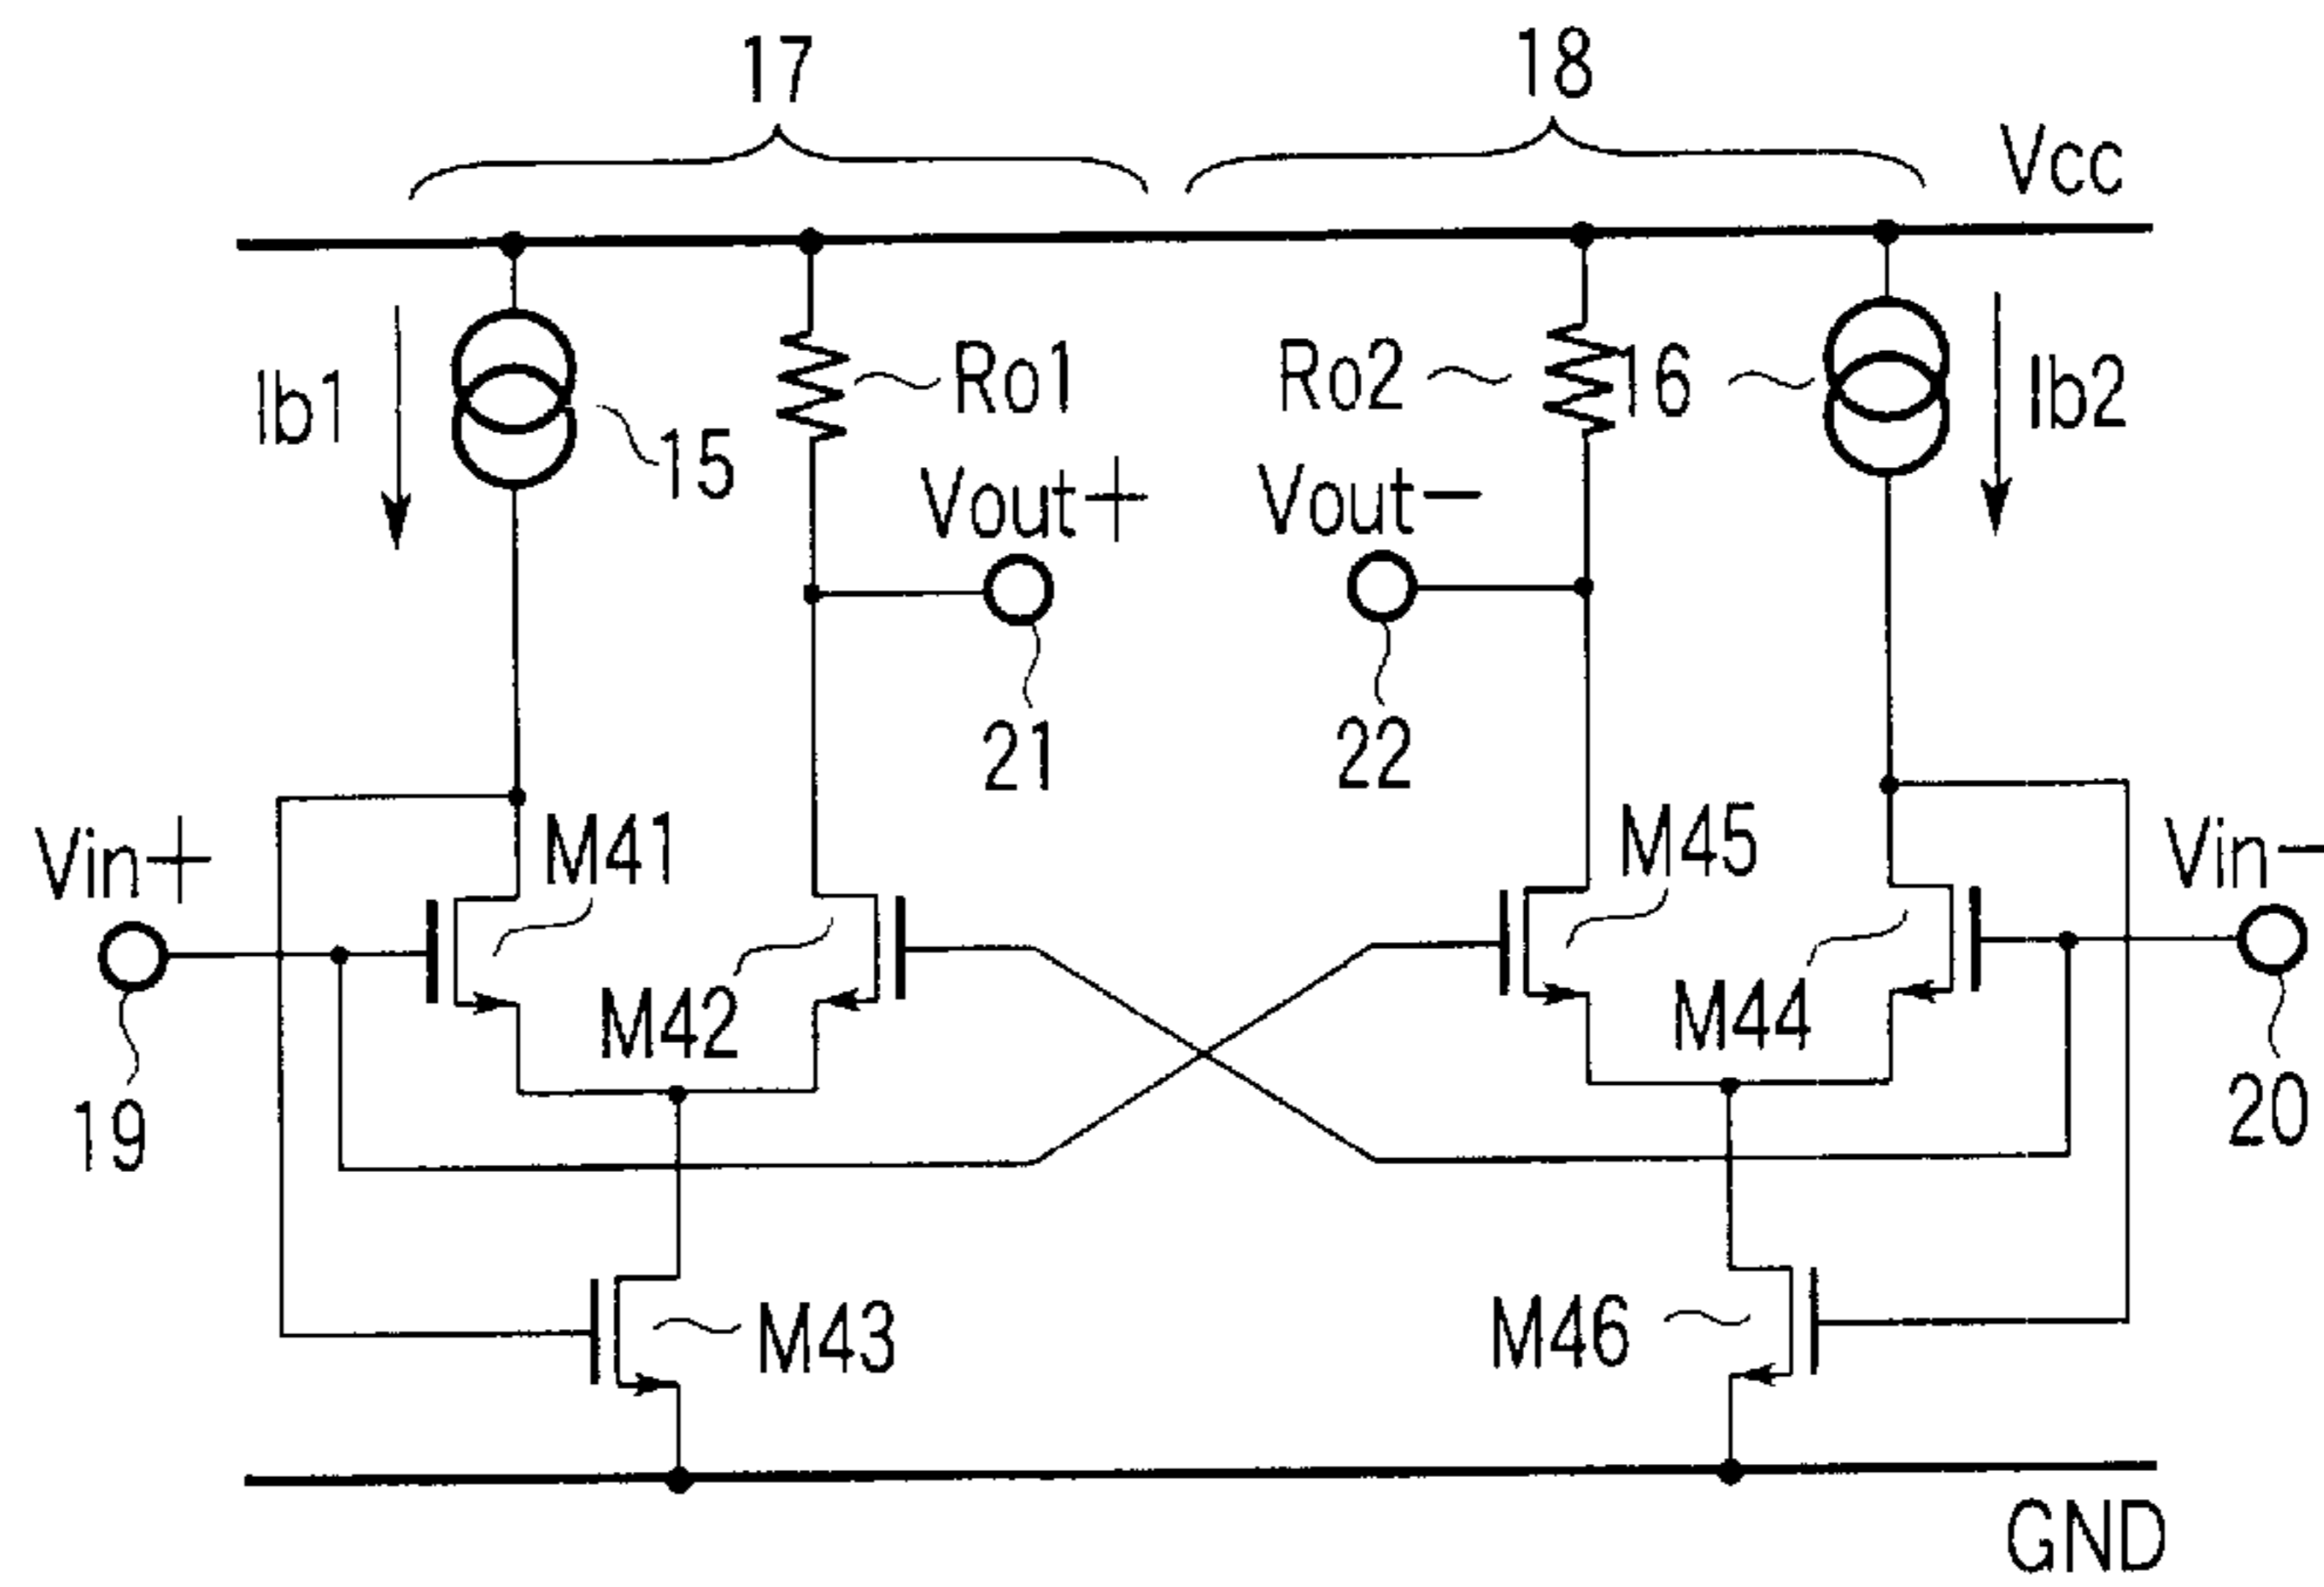 17
18
Vcc
Ib1
15
Ro1
Ro2
16
Ib2
Vout+
Vout−
21
22
Vin+
M41
M45
Vin−
M42
M44
19
20
M43
M46
GND